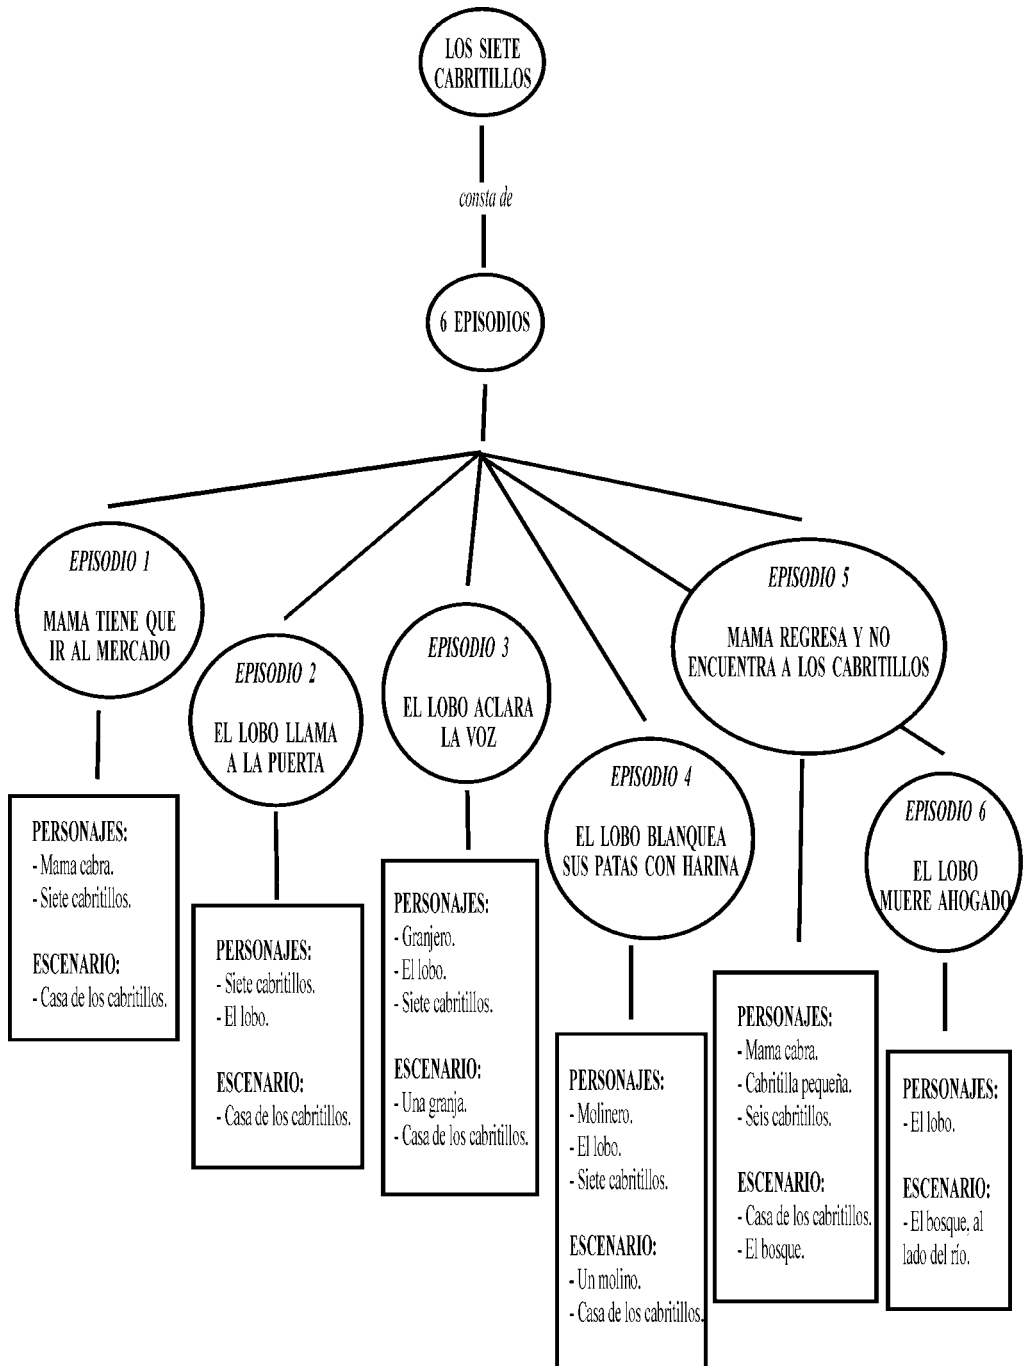 LOS SIETE
CABRITILLOS
consta de
6 EPISODIOS
EPISODIO 1
MAMA TIENE QUE
IR AL MERCADO
PERSONAJES:
- Mama cabra.
- Siete cabritillos.
ESCENARIO:
- Casa de los cabritillos.
EPISODIO 2
EL LOBO LLAMA
A LA PUERTA
PERSONAJES:
- Siete cabritillos.
- El lobo.
ESCENARIO:
- Casa de los cabritillos.
EPISODIO 3
EL LOBO ACLARA
LA VOZ
PERSONAJES:
- Granjero.
- El lobo.
- Siete cabritillos.
ESCENARIO:
- Una granja.
- Casa de los cabritillos.
EPISODIO 4
EL LOBO BLANQUEA
SUS PATAS CON HARINA
PERSONAJES:
- Molinero.
- El lobo.
- Siete cabritillos.
ESCENARIO:
- Un molino.
- Casa de los cabritillos.
EPISODIO 5
MAMA REGRESA Y NO
ENCUENTRA A LOS CABRITILLOS
PERSONAJES:
- Mama cabra.
- Cabritilla pequeña.
- Seis cabritillos.
ESCENARIO:
- Casa de los cabritillos.
- El bosque.
EPISODIO 6
EL LOBO
MUERE AHOGADO
PERSONAJES:
- El lobo.
ESCENARIO:
- El bosque, al
lado del río.